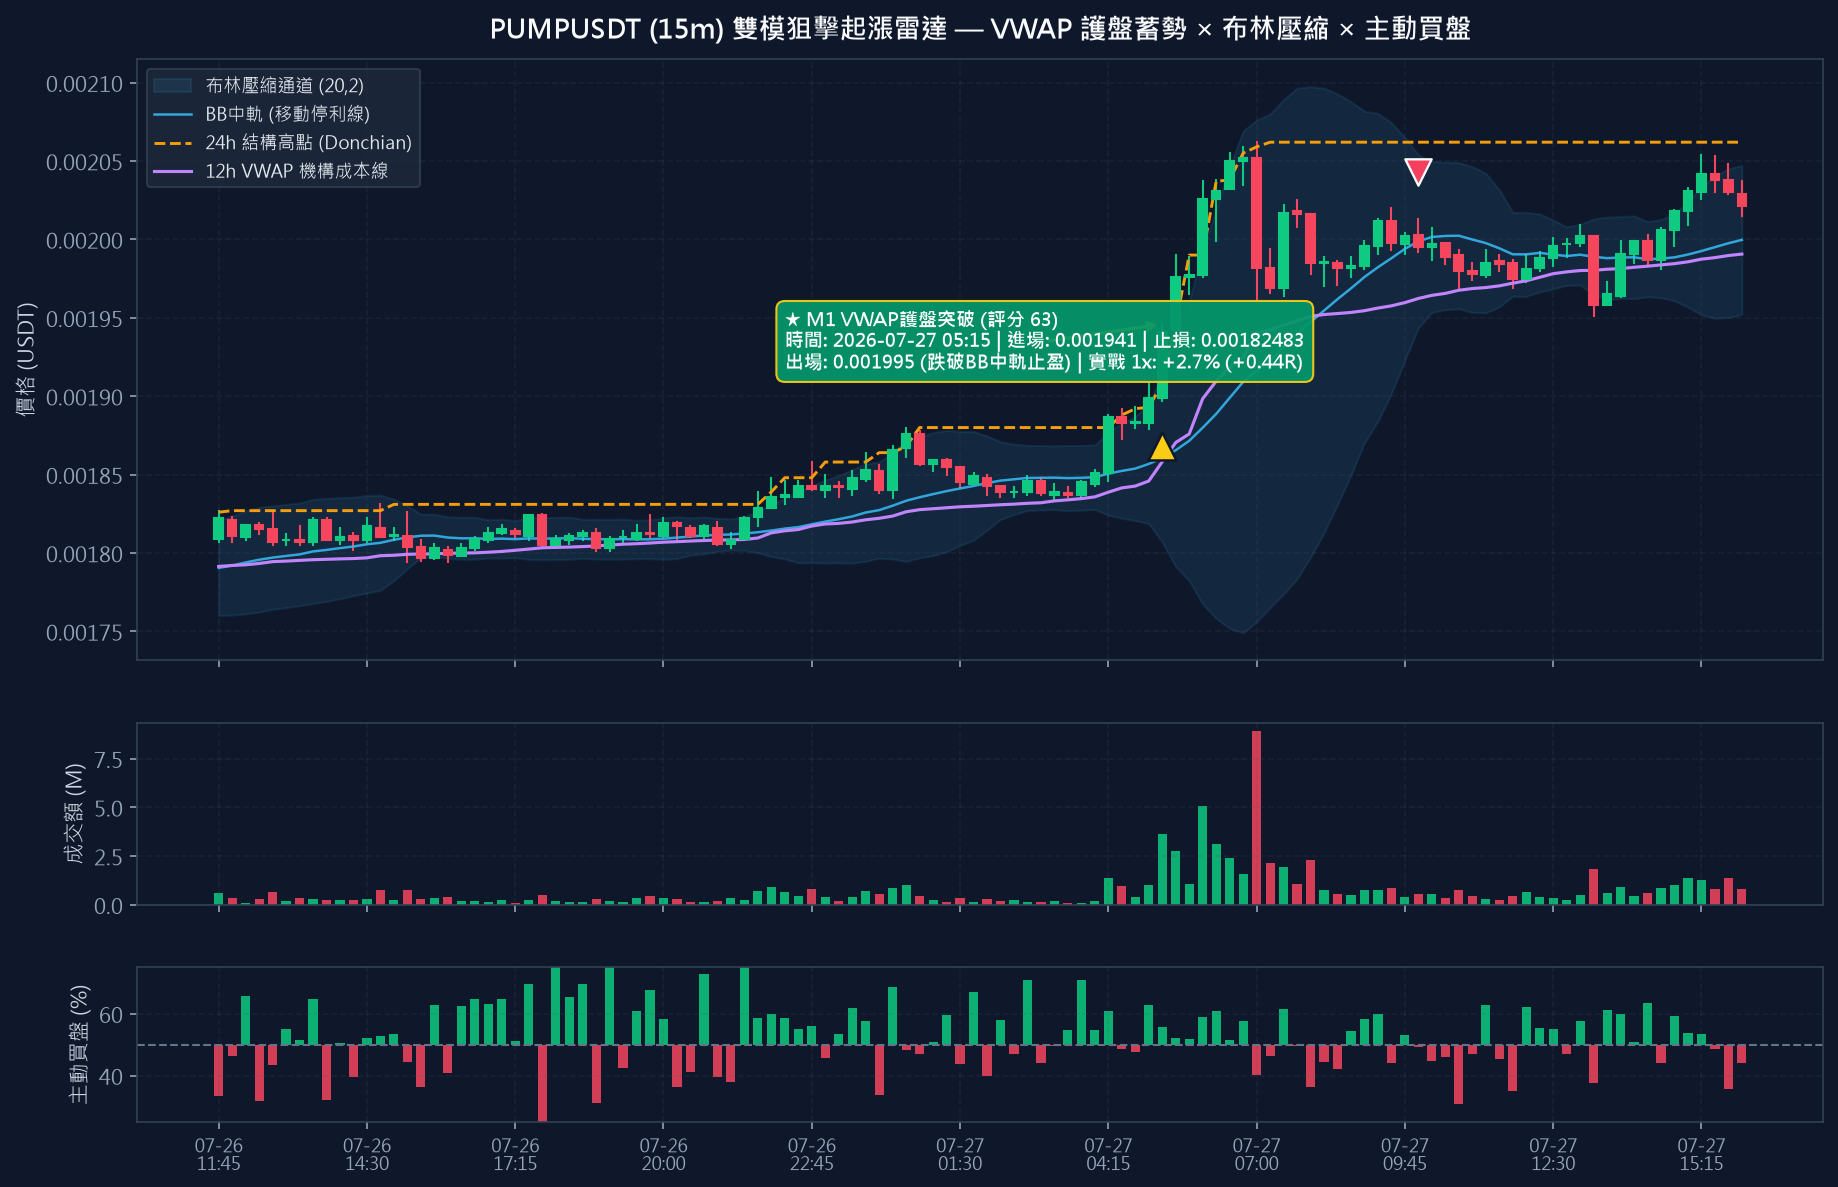 PUMPUSDT (15m) 雙模狙擊起漲雷達 — VWAP 護盤蓄勢 × 布林壓縮 × 主動買盤
布林壓縮通道 (20,2)
BB中軌 (移動停利線)
24h 結構高點 (Donchian)
12h VWAP 機構成本線
0.00210
0.00205
0.00200
0.00195
0.00190
0.00185
0.00180
0.00175
價格 (USDT)
★ M1 VWAP護盤突破 (評分 63)
時間: 2026-07-27 05:15 | 進場: 0.001941 | 止損: 0.00182483
出場: 0.001995 (跌破BB中軌止盈) | 實戰 1x: +2.7% (+0.44R)
7.5
5.0
2.5
0.0
成交額 (M)
60
40
主動買盤 (%)
07-26 11:45
07-26 14:30
07-26 17:15
07-26 20:00
07-26 22:45
07-27 01:30
07-27 04:15
07-27 07:00
07-27 09:45
07-27 12:30
07-27 15:15